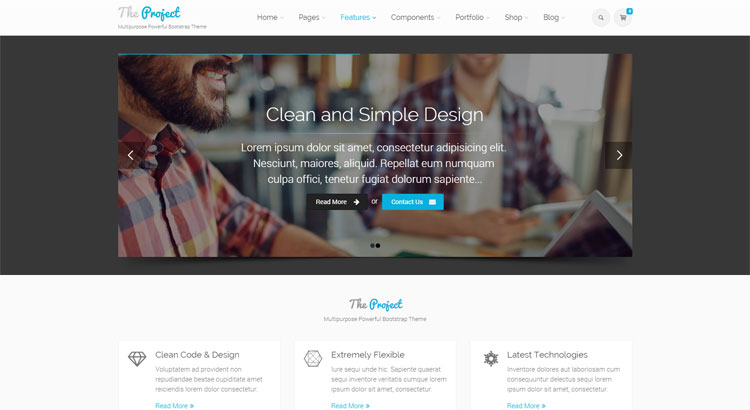 The Project
Multipurpose Powerful Bootstrap Theme
Home Pages Features Components Portfolio Shop Blog
Clean and Simple Design
Lorem ipsum dolor sit amet, consectetur adipisicing elit.
Nesciunt, maiores, aliquid. Repellat eum numquam
culpa offici, tenetur fugiat dolorum sapiente...
Read More or Contact Us
The Project
Multipurpose Powerful Bootstrap Theme
Clean Code & Design
Voluptatem ad provident non
repudiandae beatae cupiditate amet
reiciendis lorem dolor consectetur.
Read More
Extremely Flexible
Iure sequi unde hic. Sapiente quaerat
sequi inventore veritatis cumque lorem
ipsum dolor sit amet, consectetur.
Read More
Latest Technologies
Inventore dolores aut laboriosam cum
consequuntur delectus sequi lorem
ipsum dolor sit amet, consectetur.
Read More